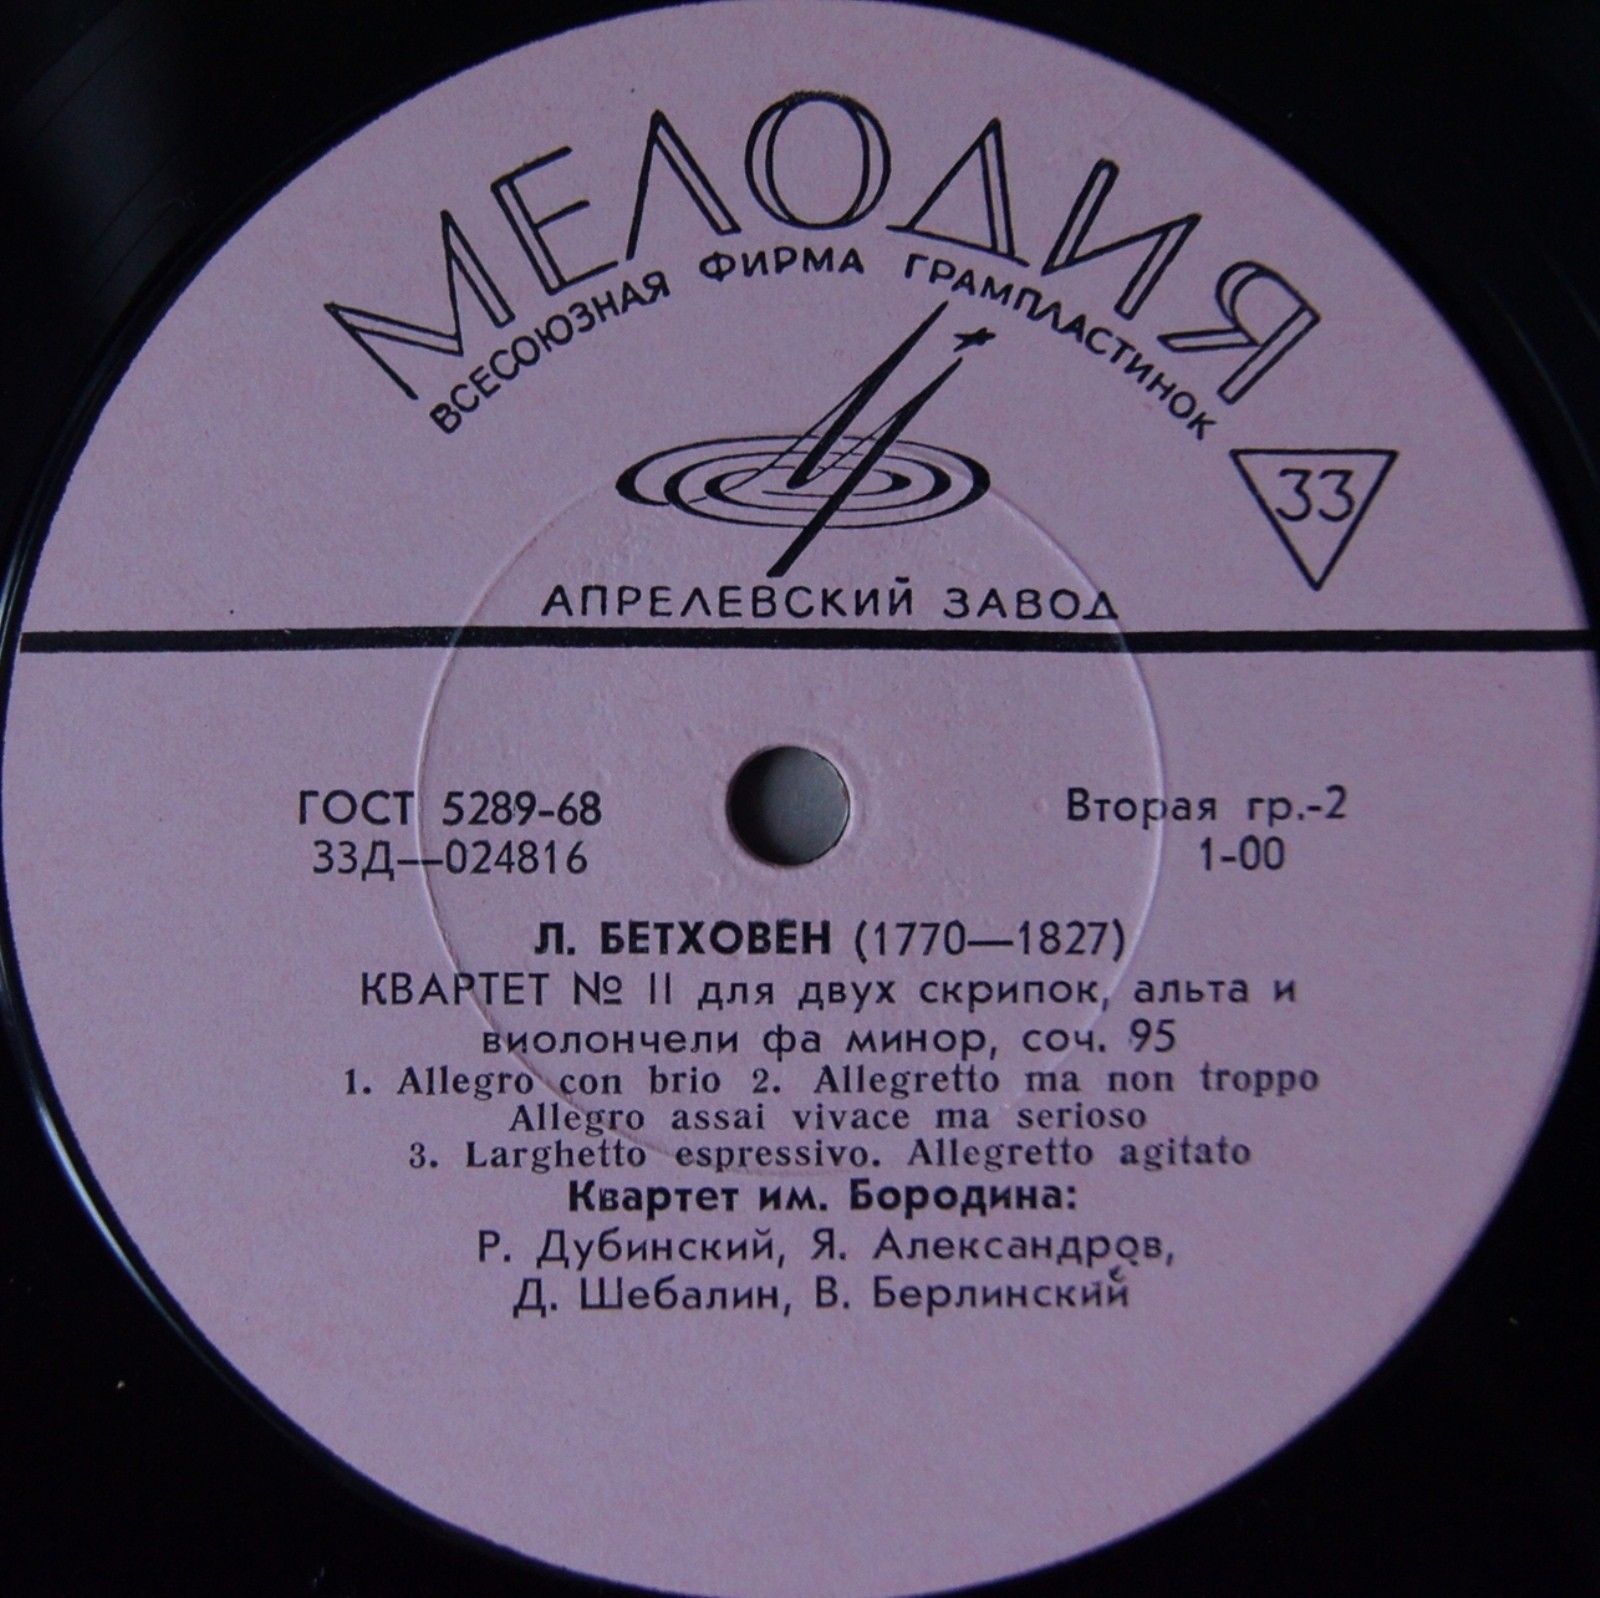 МЕЛОДИЯ
ВСЕСОЮЗНАЯ ФИРМА ГРАМПЛАСТИНОК
33
АПРЕЛЕВСКИЙ ЗАВОД
ГОСТ 5289-68 Вторая гр.-2
33Д—024816 1-00
Л. БЕТХОВЕН (1770—1827)
КВАРТЕТ № 11 для двух скрипок, альта и
виолончели фа минор, соч. 95
1. Allegro con brio 2. Allegretto ma non troppo
Allegro assai vivace ma serioso
3. Larghetto espressivo. Allegretto agitato
Квартет им. Бородина:
Р. Дубинский, Я. Александров,
Д. Шебалин, В. Берлинский